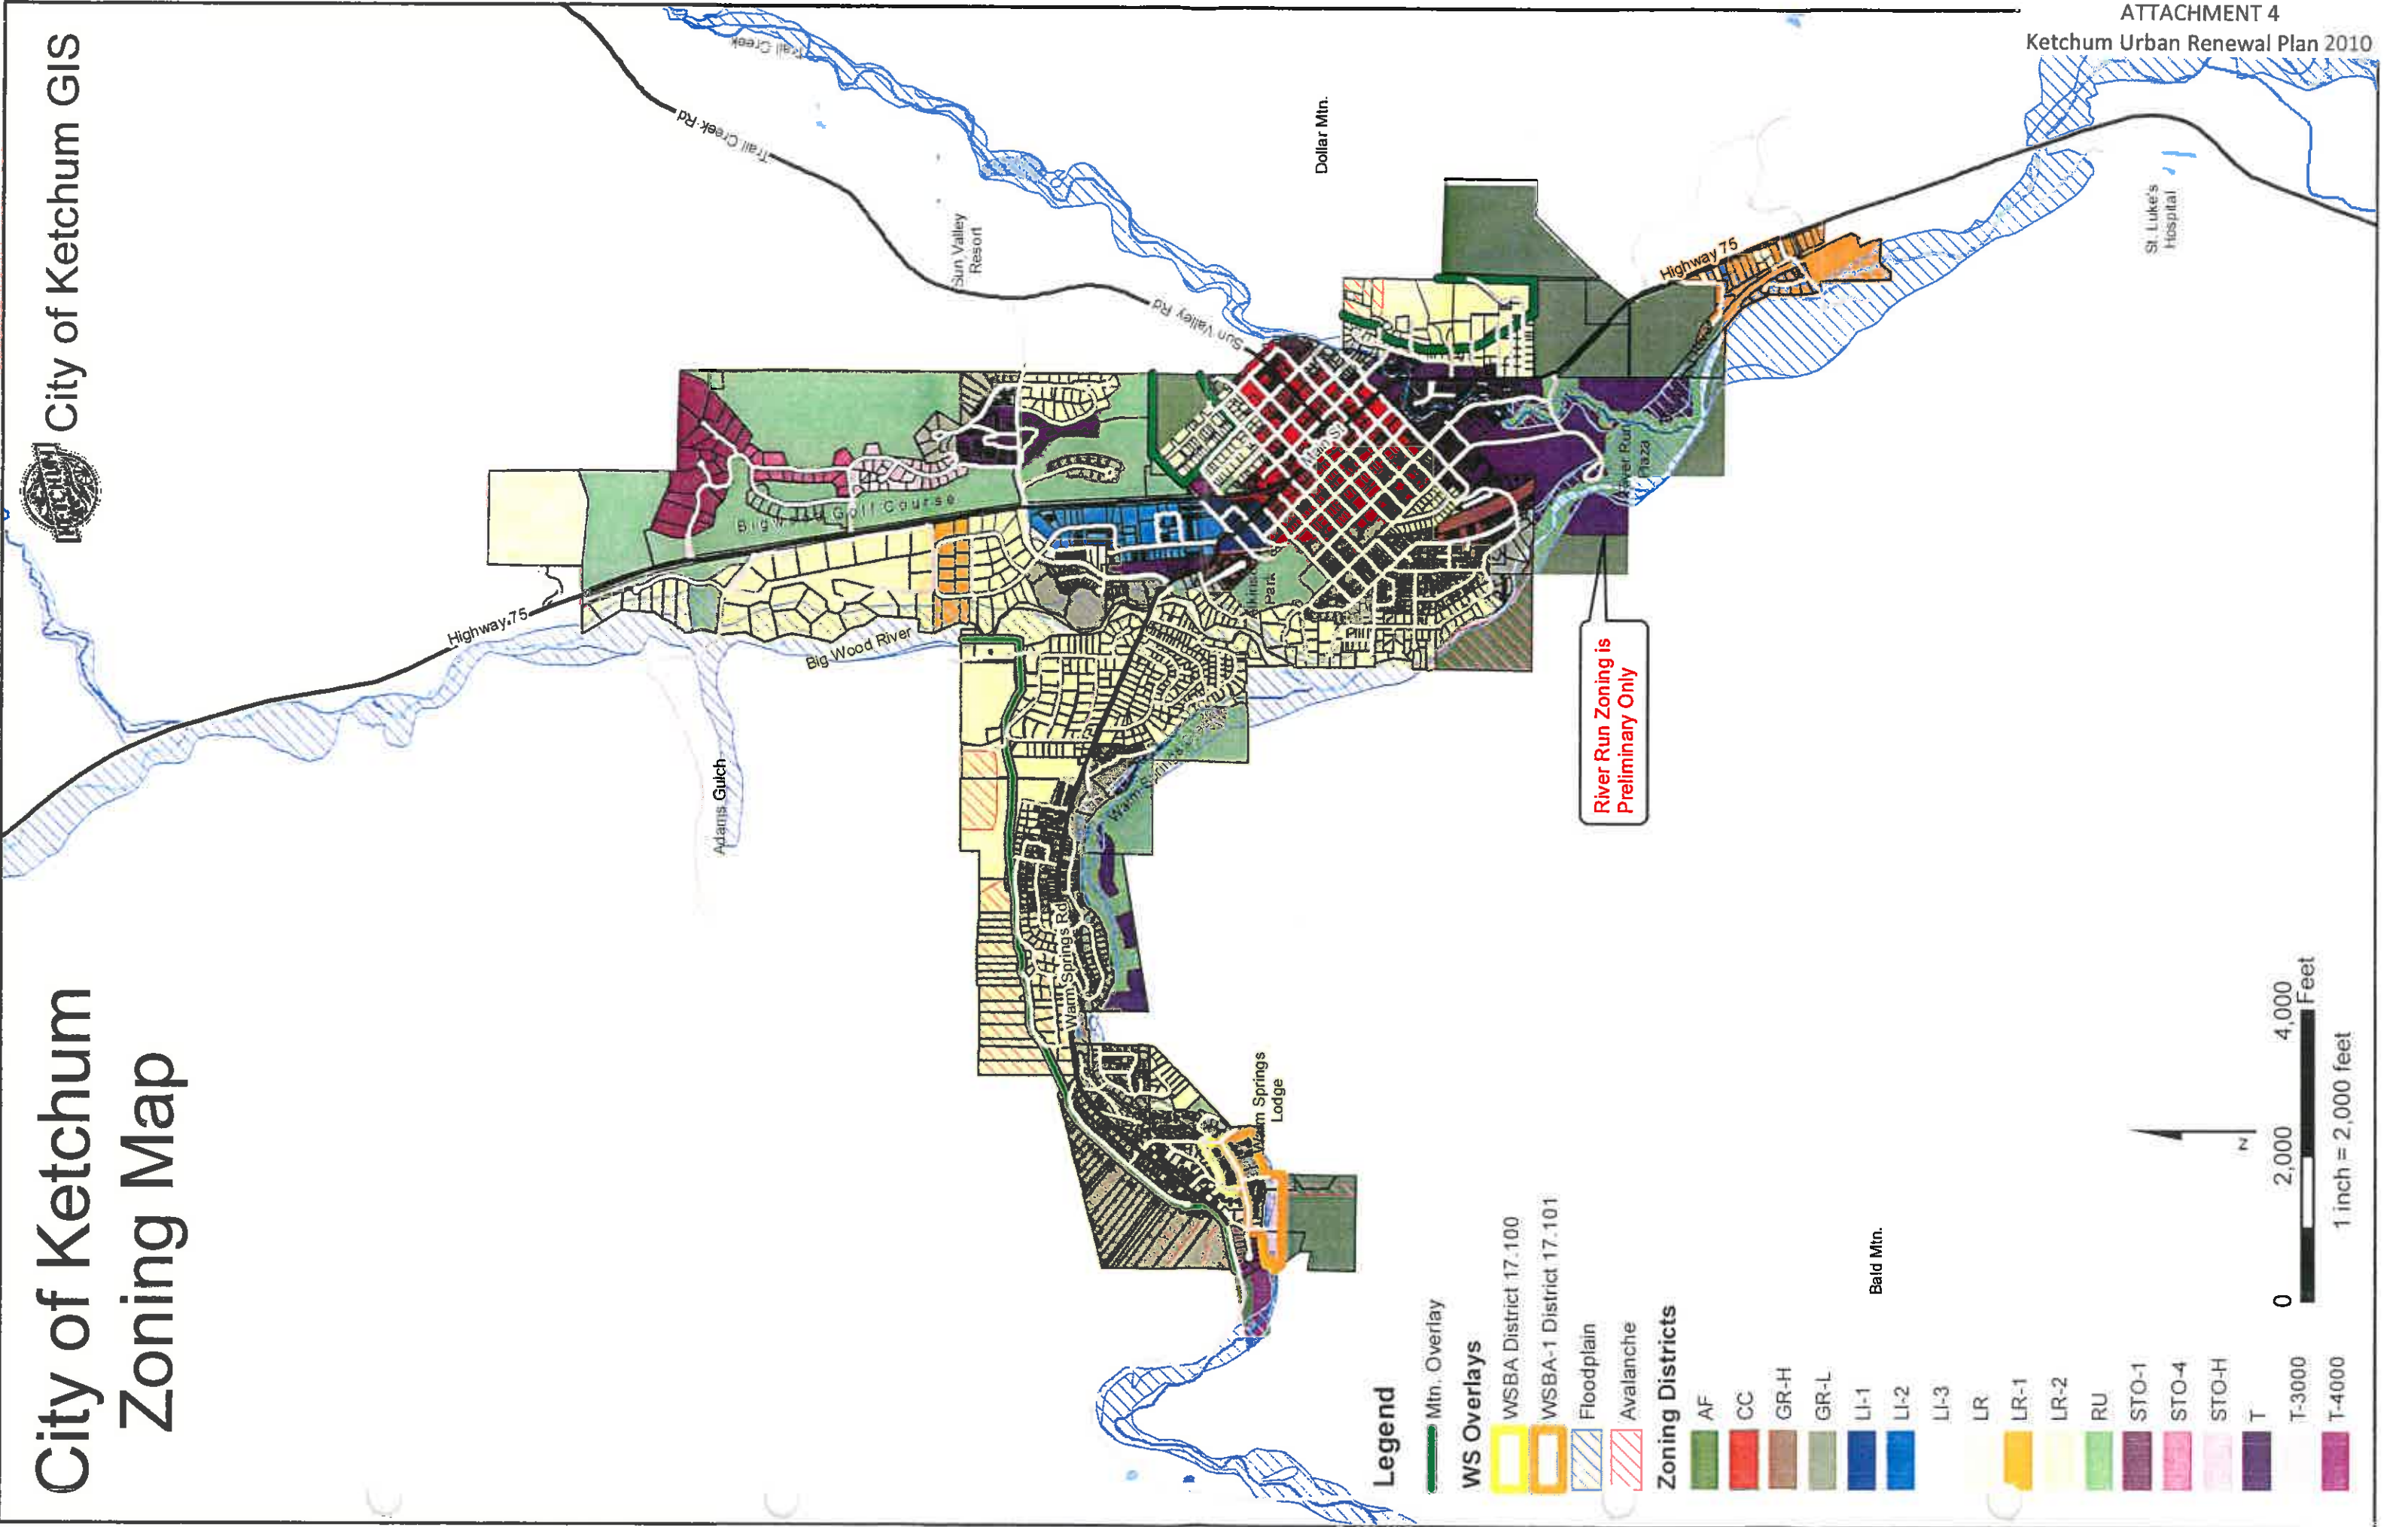 ATTACHMENT 4
Ketchum Urban Renewal Plan 2010
City of Ketchum
Zoning Map
KETCHUM
City of Ketchum GIS
Trail Creek
Trail Creek Rd
Sun Valley
Resort
Sun Valley Rd
Dollar Mtn.
Highway 75
St. Luke's
Hospital
Highway 75
Big Wood River
Adams Gulch
Golf Course
Main St
Park
River Run
Plaza
River Run Zoning is
Preliminary Only
Warm Springs
Warm Springs Rd
Warm Springs
Lodge
Bald Mtn.
Legend
Mtn. Overlay
WS Overlays
WSBA District 17.100
WSBA-1 District 17.101
Floodplain
Avalanche
Zoning Districts
AF
CC
GR-H
GR-L
LI-1
LI-2
LI-3
LR
LR-1
LR-2
RU
STO-1
STO-4
STO-H
T
T-3000
T-4000
N
0 2,000 4,000
Feet
1 inch = 2,000 feet